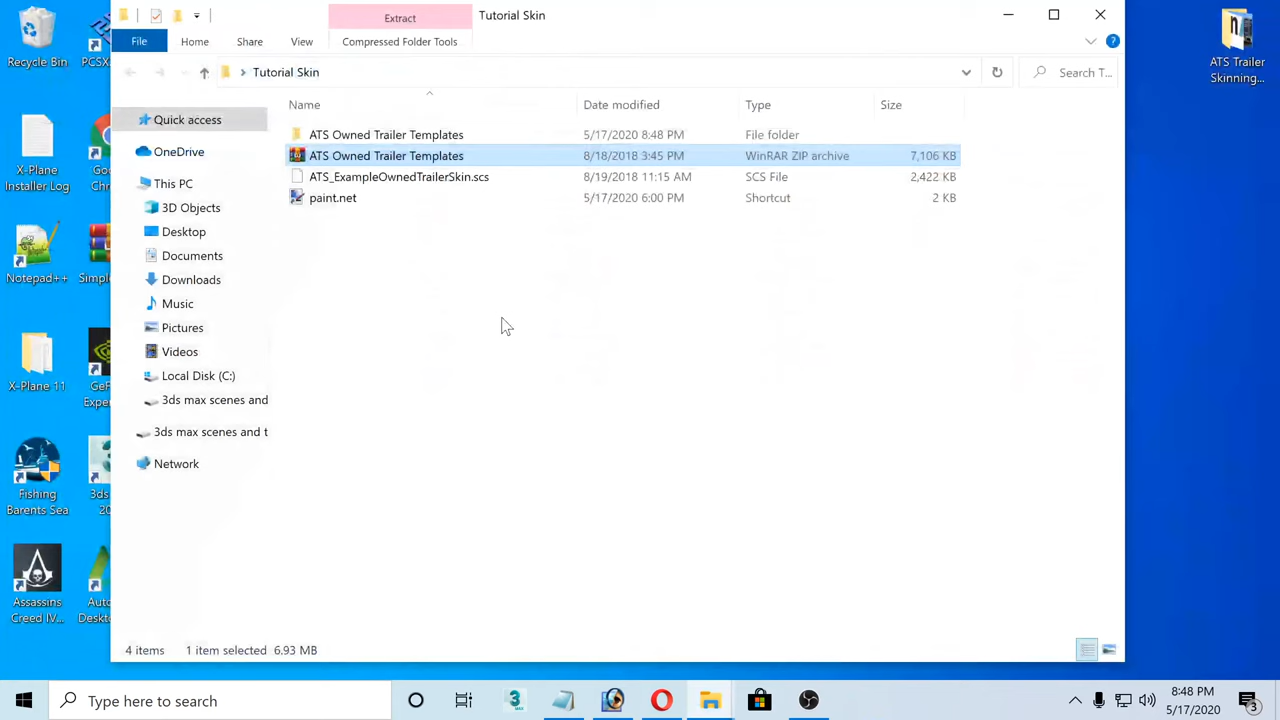 Extract
Tutorial Skin
File
Home
Share
View
Compressed Folder Tools
Tutorial Skin
Search T...
Name
Date modified
Type
Size
ATS Owned Trailer Templates 5/17/2020 8:48 PM File folder
ATS Owned Trailer Templates 8/18/2018 3:45 PM WinRAR ZIP archive 7,106 KB
ATS_ExampleOwnedTrailerSkin.scs 8/19/2018 11:15 AM SCS File 2,422 KB
paint.net 5/17/2020 6:00 PM Shortcut 2 KB
Quick access
OneDrive
This PC
3D Objects
Desktop
Documents
Downloads
Music
Pictures
Videos
Local Disk (C:)
3ds max scenes and
3ds max scenes and t
Network
4 items 1 item selected 6.93 MB
Recycle Bin
PCSX
X-Plane
Installer Log
Goo
Chr
Notepad++
Simpl
X-Plane 11
GeF
Exper
Fishing
Barents Sea
3ds
20
Assassins
Creed IV...
Auto
Deskto
ATS Trailer
Skinning...
Type here to search
8:48 PM
5/17/2020
3